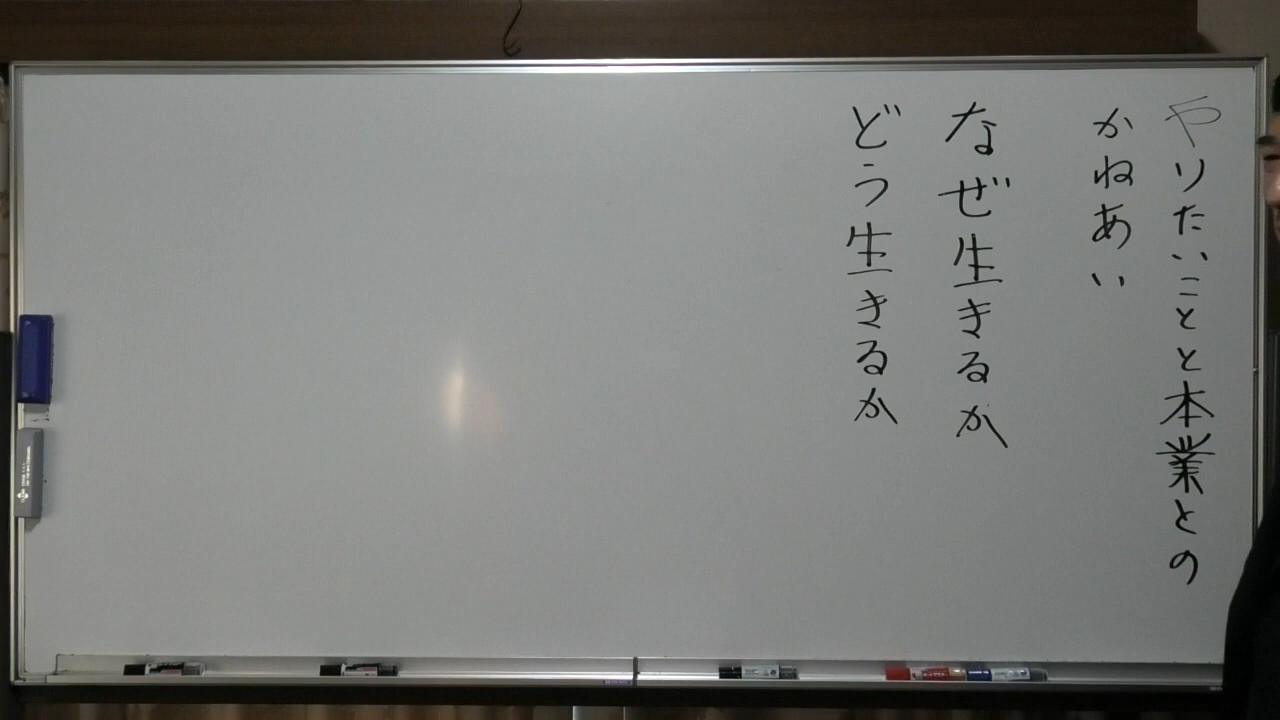 やりたいことと本業との
かねあい
なぜ生きるか
どう生きるか